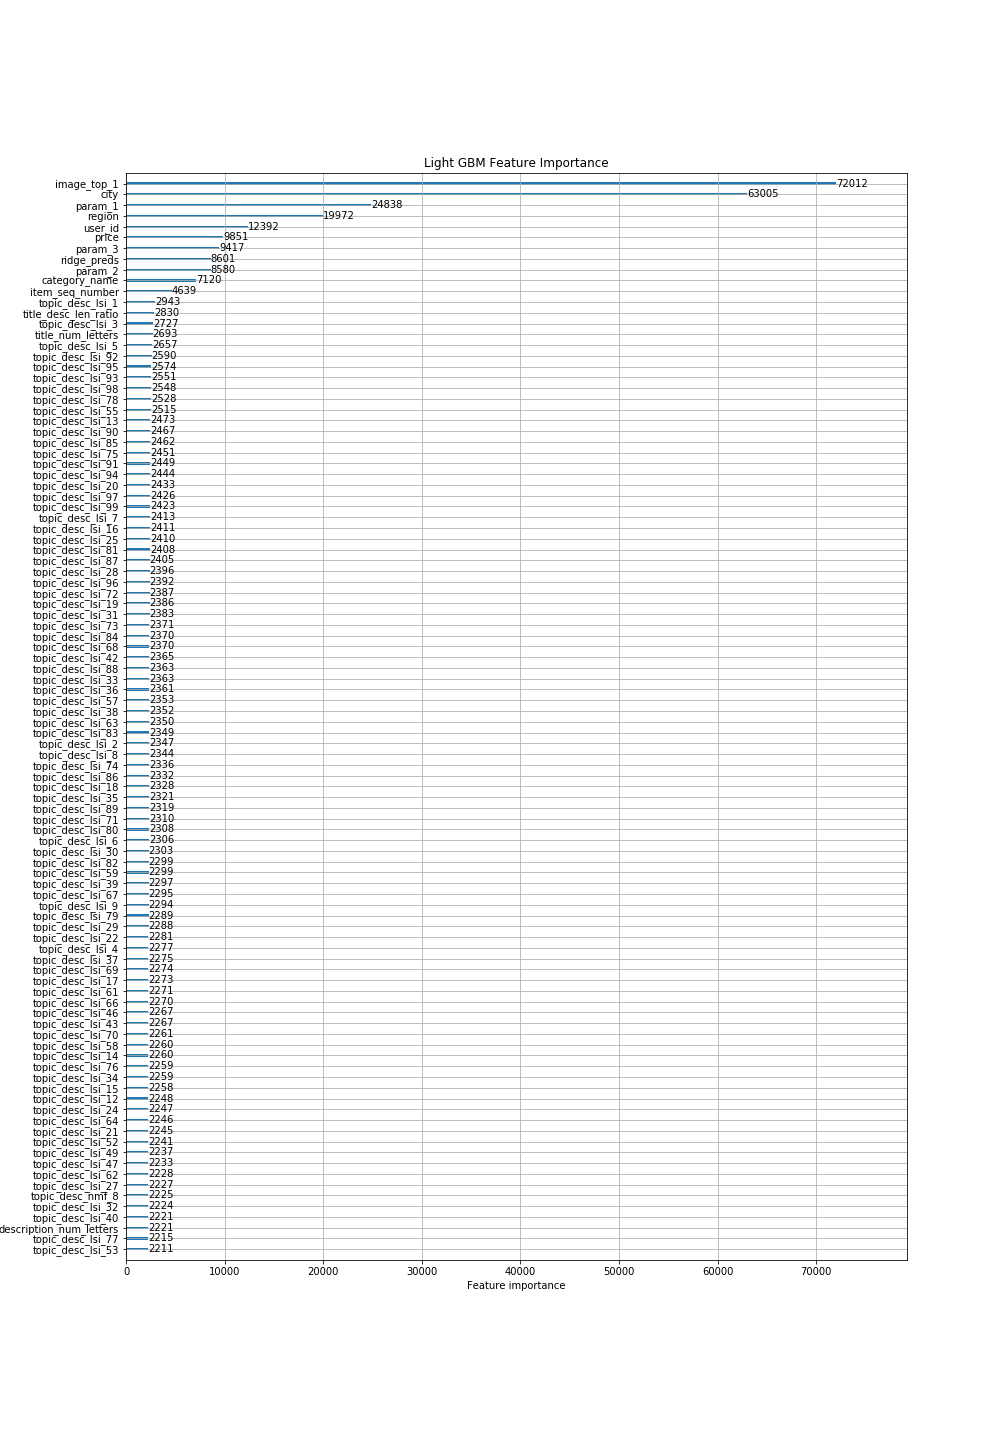 Light GBM Feature Importance
image_top_1 72012
city 63005
param_1 24838
region 19972
user_id 12392
price 9851
param_3 9417
ridge_preds 8601
param_2 8580
category_name 7120
item_seq_number 4639
topic_desc_lsi_1 2943
title_desc_len_ratio 2830
topic_desc_lsi_3 2727
title_num_letters 2693
topic_desc_lsi_5 2657
topic_desc_lsi_92 2590
topic_desc_lsi_95 2574
topic_desc_lsi_93 2551
topic_desc_lsi_98 2548
topic_desc_lsi_78 2528
topic_desc_lsi_55 2515
topic_desc_lsi_13 2473
topic_desc_lsi_90 2467
topic_desc_lsi_85 2462
topic_desc_lsi_75 2451
topic_desc_lsi_91 2449
topic_desc_lsi_94 2444
topic_desc_lsi_20 2433
topic_desc_lsi_97 2426
topic_desc_lsi_99 2423
topic_desc_lsi_7 2413
topic_desc_lsi_16 2411
topic_desc_lsi_25 2410
topic_desc_lsi_81 2408
topic_desc_lsi_87 2405
topic_desc_lsi_28 2396
topic_desc_lsi_96 2392
topic_desc_lsi_72 2387
topic_desc_lsi_19 2386
topic_desc_lsi_31 2383
topic_desc_lsi_73 2371
topic_desc_lsi_84 2370
topic_desc_lsi_68 2370
topic_desc_lsi_42 2365
topic_desc_lsi_88 2363
topic_desc_lsi_33 2363
topic_desc_lsi_36 2361
topic_desc_lsi_57 2353
topic_desc_lsi_38 2352
topic_desc_lsi_63 2350
topic_desc_lsi_83 2349
topic_desc_lsi_2 2347
topic_desc_lsi_8 2344
topic_desc_lsi_74 2336
topic_desc_lsi_86 2332
topic_desc_lsi_18 2328
topic_desc_lsi_35 2321
topic_desc_lsi_89 2319
topic_desc_lsi_71 2310
topic_desc_lsi_80 2308
topic_desc_lsi_6 2306
topic_desc_lsi_30 2303
topic_desc_lsi_82 2299
topic_desc_lsi_59 2299
topic_desc_lsi_39 2297
topic_desc_lsi_67 2295
topic_desc_lsi_9 2294
topic_desc_lsi_79 2289
topic_desc_lsi_29 2288
topic_desc_lsi_22 2281
topic_desc_lsi_4 2277
topic_desc_lsi_37 2275
topic_desc_lsi_69 2274
topic_desc_lsi_17 2273
topic_desc_lsi_61 2271
topic_desc_lsi_66 2270
topic_desc_lsi_46 2267
topic_desc_lsi_43 2267
topic_desc_lsi_70 2261
topic_desc_lsi_58 2260
topic_desc_lsi_14 2260
topic_desc_lsi_76 2259
topic_desc_lsi_34 2259
topic_desc_lsi_15 2258
topic_desc_lsi_12 2248
topic_desc_lsi_24 2247
topic_desc_lsi_64 2246
topic_desc_lsi_21 2245
topic_desc_lsi_52 2241
topic_desc_lsi_49 2237
topic_desc_lsi_47 2233
topic_desc_lsi_62 2228
topic_desc_lsi_27 2227
topic_desc_nmf_8 2225
topic_desc_lsi_32 2224
topic_desc_lsi_40 2221
description_num_letters 2221
topic_desc_lsi_77 2215
topic_desc_lsi_53 2211
0 10000 20000 30000 40000 50000 60000 70000
Feature importance